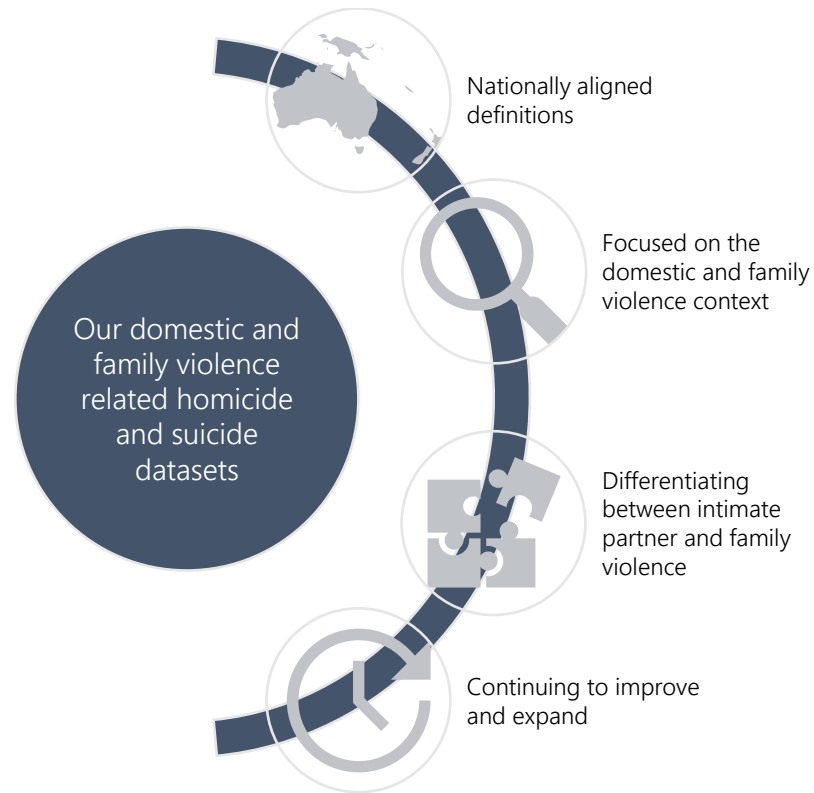 Nationally aligned
definitions
Focused on the
domestic and family
violence context
Our domestic and
family violence
related homicide
and suicide
datasets
Differentiating
between intimate
partner and family
violence
Continuing to improve
and expand